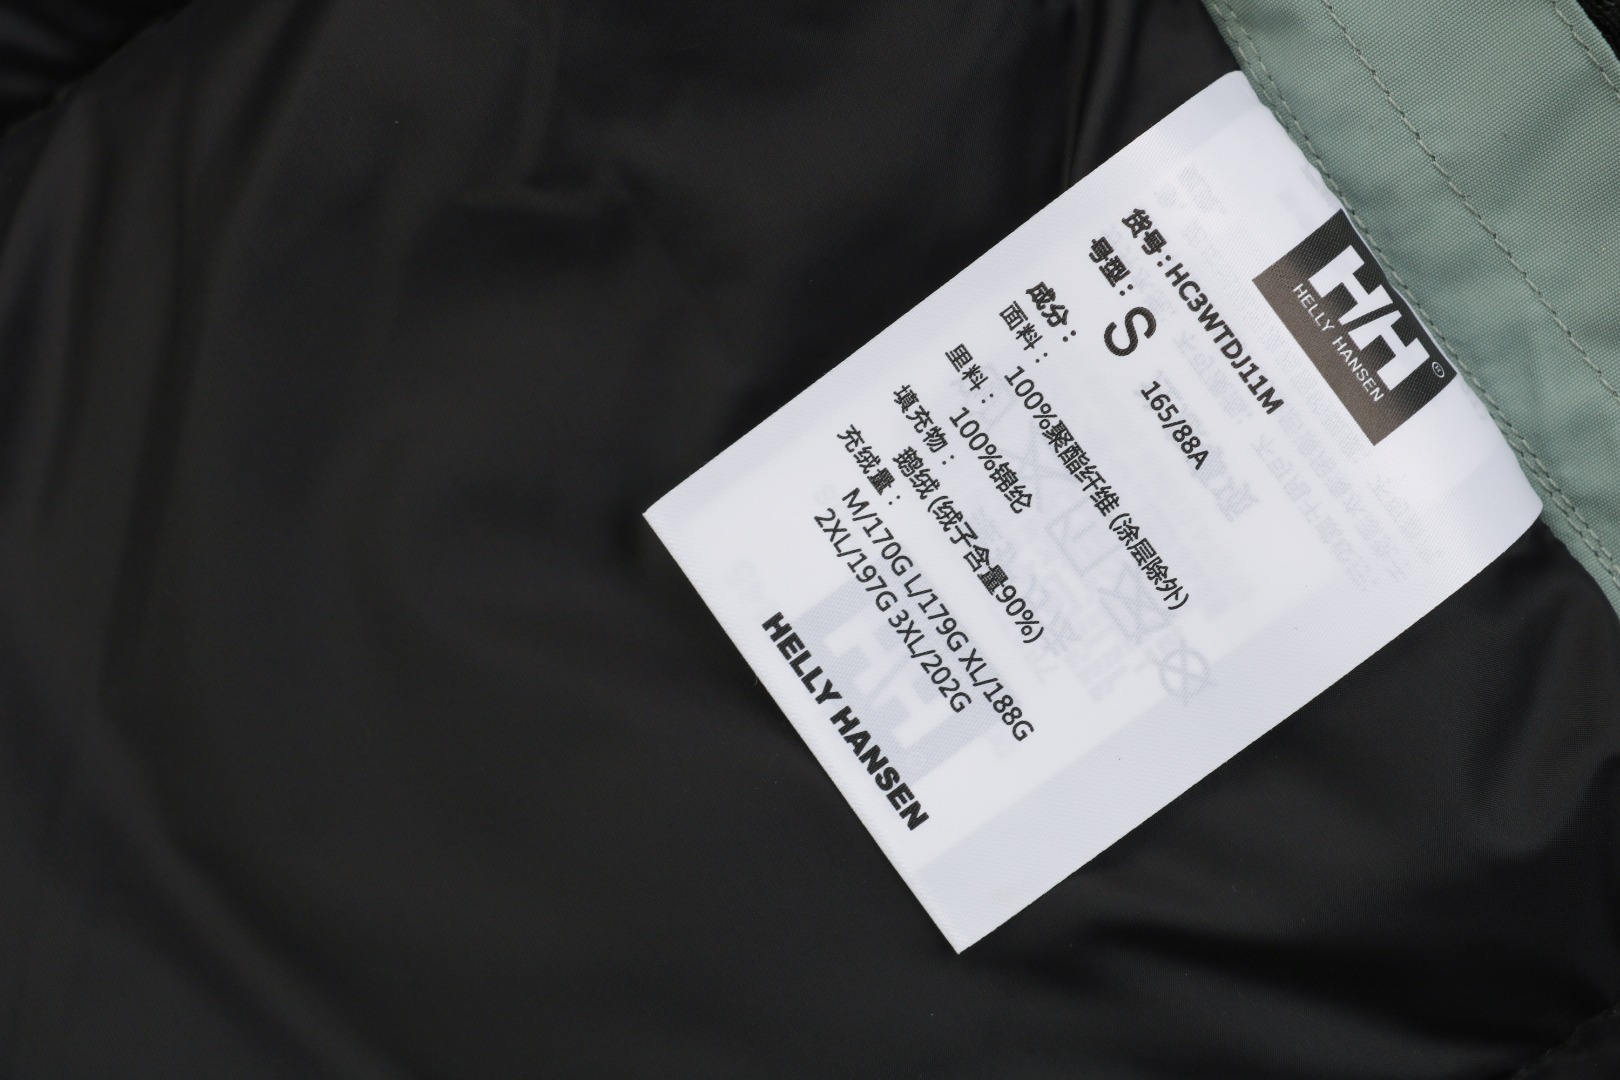 HH®
HELLY HANSEN
货号：HC3WTDJ11M
号型：S 165/88A
成分：
面料：100%聚酯纤维 (涂层除外)
里料：100%锦纶
填充物：鹅绒 (绒子含量90%)
充绒量：M/170G L/179G XL/188G
2XL/197G 3XL/202G
HELLY HANSEN